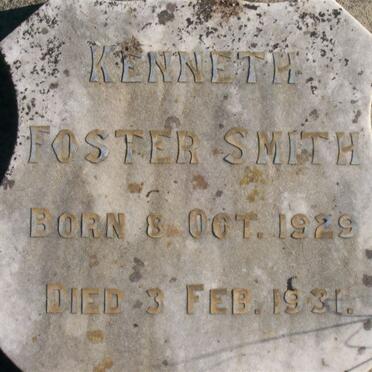 KENNETH
FOSTER SMITH
BORN 8 OCT. 1929
DIED 3 FEB. 1931.